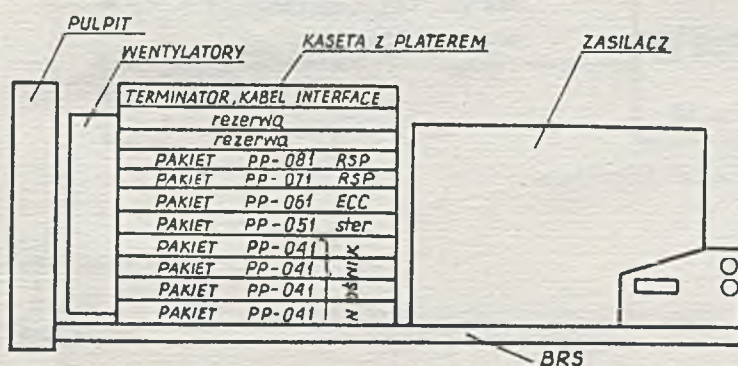 PULPIT
WENTYLATORY
KASETA Z PLATEREM
ZASILACZ
TERMINATOR, KABEL INTERFACE
rezerwa
rezerwa
PAKIET PP-081 RSP
PAKIET PP-071 RSP
PAKIET PP-061 ECC
PAKIET PP-051 ster
PAKIET PP-041
PAKIET PP-041
PAKIET PP-041
PAKIET PP-041
NOŚNIK
BRS